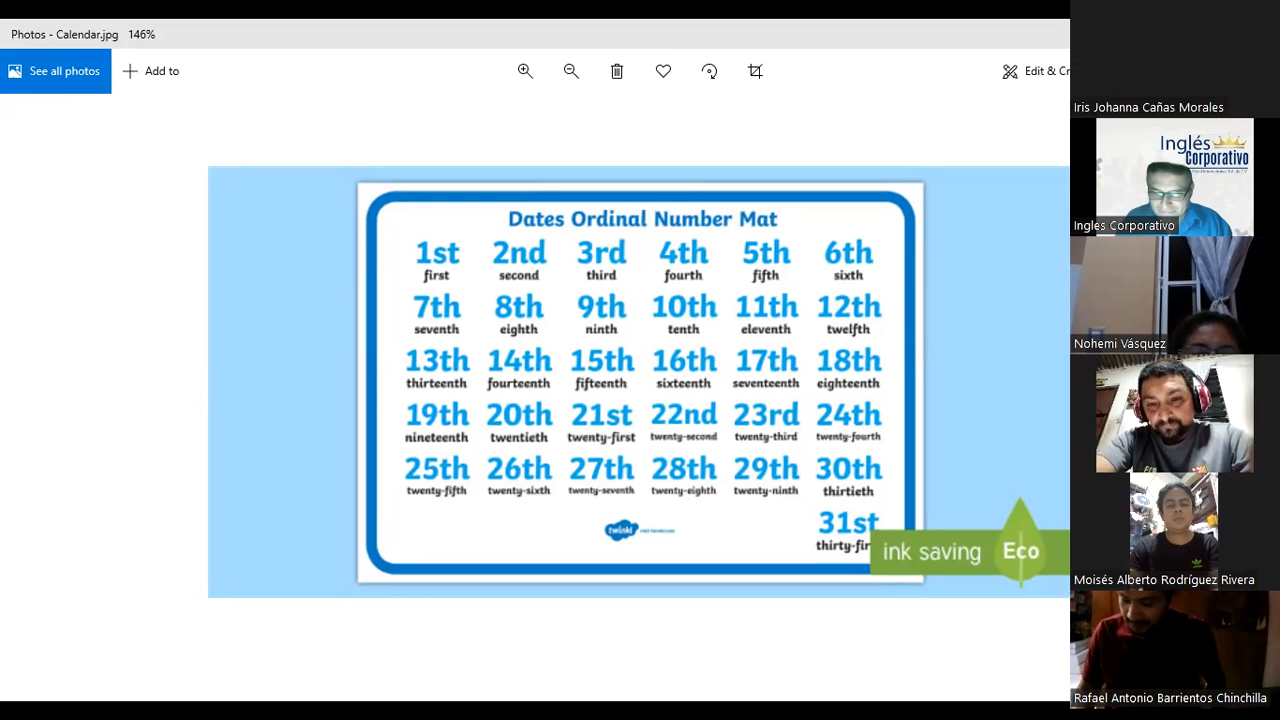 Photos - Calendar.jpg 146%
See all photos
Add to
Edit & Cr
Dates Ordinal Number Mat
1st 2nd 3rd 4th 5th 6th
first second third fourth fifth sixth
7th 8th 9th 10th 11th 12th
seventh eighth ninth tenth eleventh twelfth
13th 14th 15th 16th 17th 18th
thirteenth fourteenth fifteenth sixteenth seventeenth eighteenth
19th 20th 21st 22nd 23rd 24th
nineteenth twentieth twenty-first twenty-second twenty-third twenty-fourth
25th 26th 27th 28th 29th 30th
twenty-fifth twenty-sixth twenty-seventh twenty-eighth twenty-ninth thirtieth
31st
thirty-fir
twinkl
ink saving Eco
Iris Johanna Cañas Morales
Inglés
Corporativo
Ingles Corporativo
Nohemi Vásquez
Moisés Alberto Rodríguez Rivera
Rafael Antonio Barrientos Chinchilla